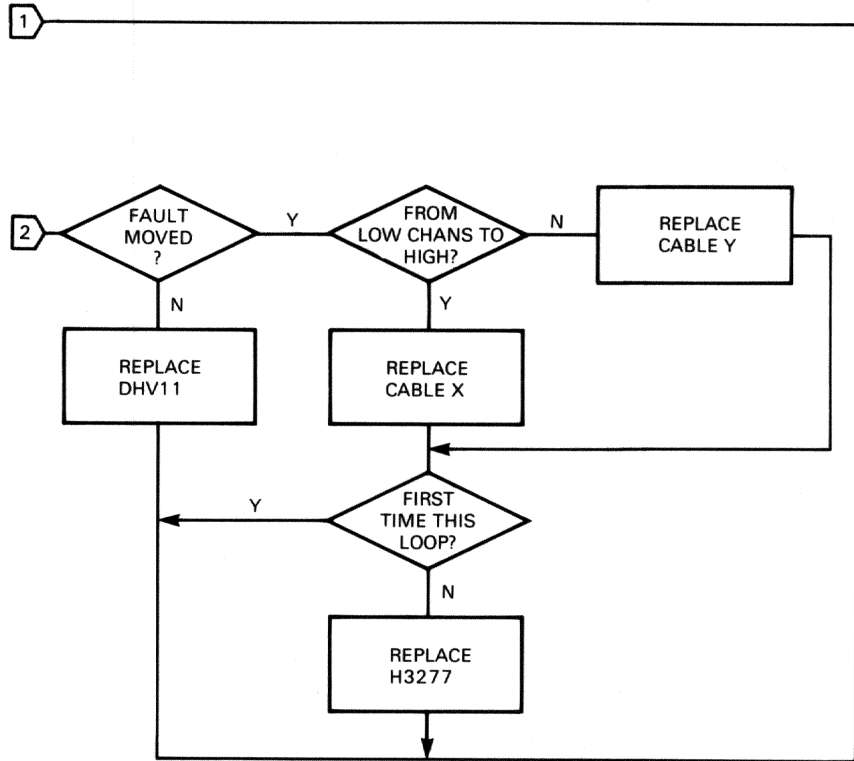 1
2
FAULT
MOVED
?
Y
FROM
LOW CHANS TO
HIGH?
N
REPLACE
CABLE Y
N
Y
REPLACE
DHV11
REPLACE
CABLE X
Y
FIRST
TIME THIS
LOOP?
N
REPLACE
H3277